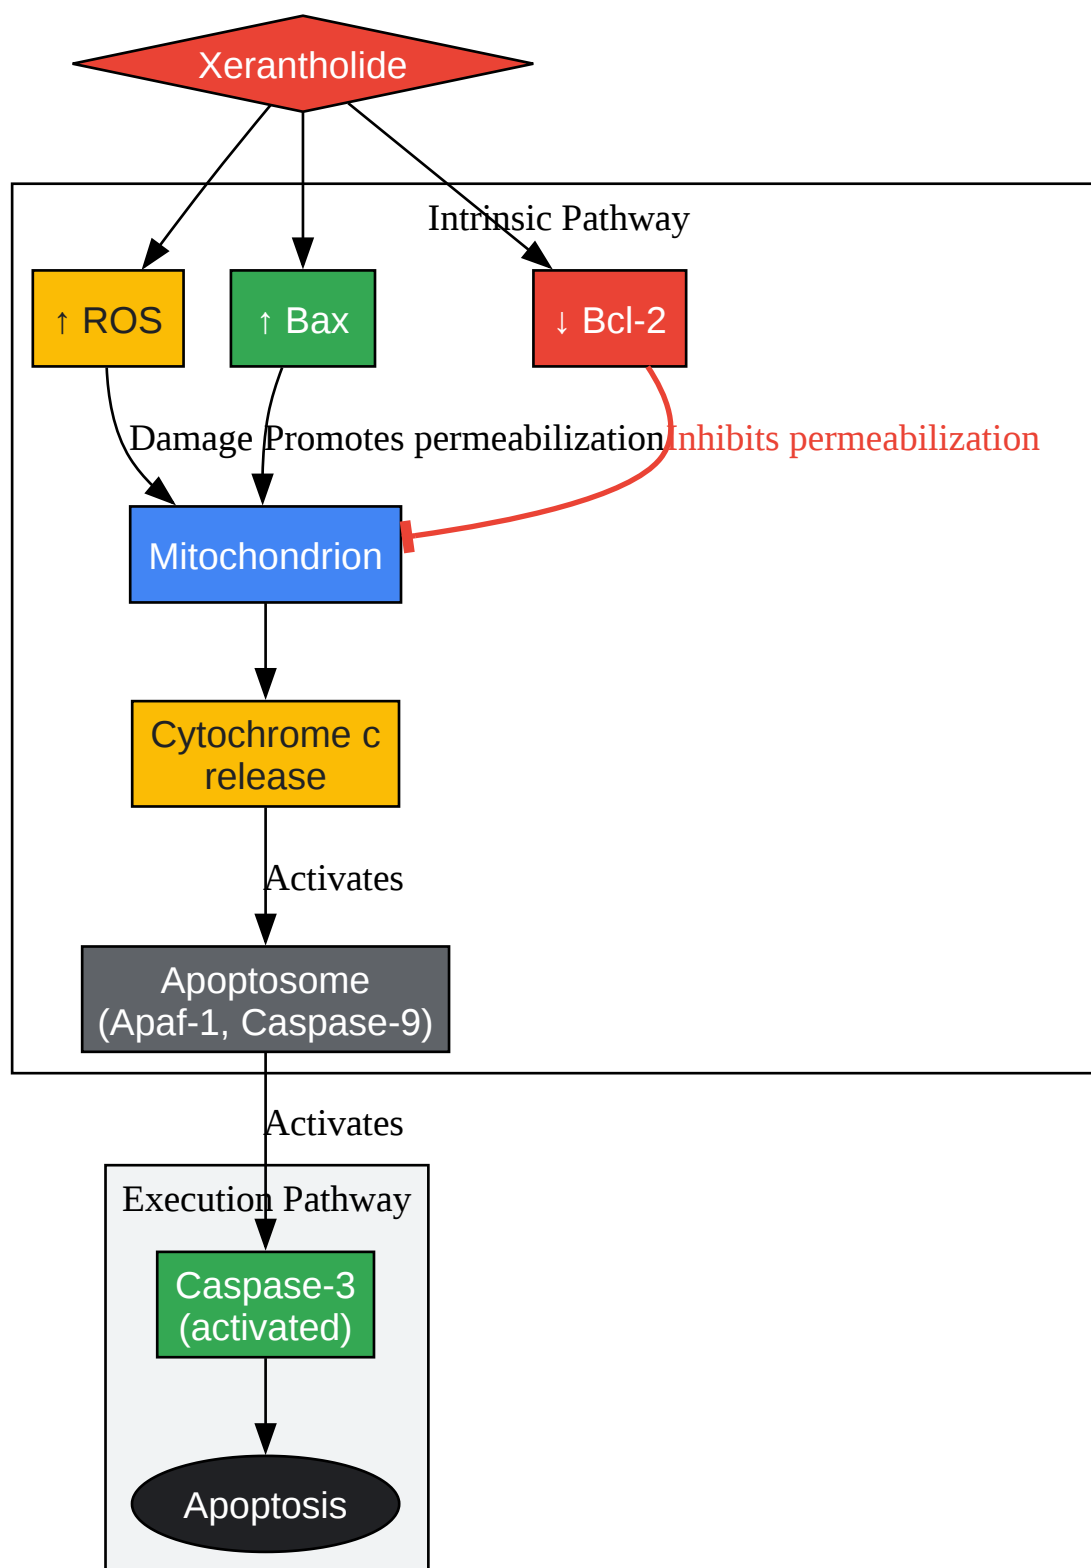 Xerantholide
Intrinsic Pathway
↑ ROS
↑ Bax
↓ Bcl-2
Damage
Promotes permeabilization
Inhibits permeabilization
Mitochondrion
Cytochrome c
release
Activates
Apoptosome
(Apaf-1, Caspase-9)
Activates
Execution Pathway
Caspase-3
(activated)
Apoptosis